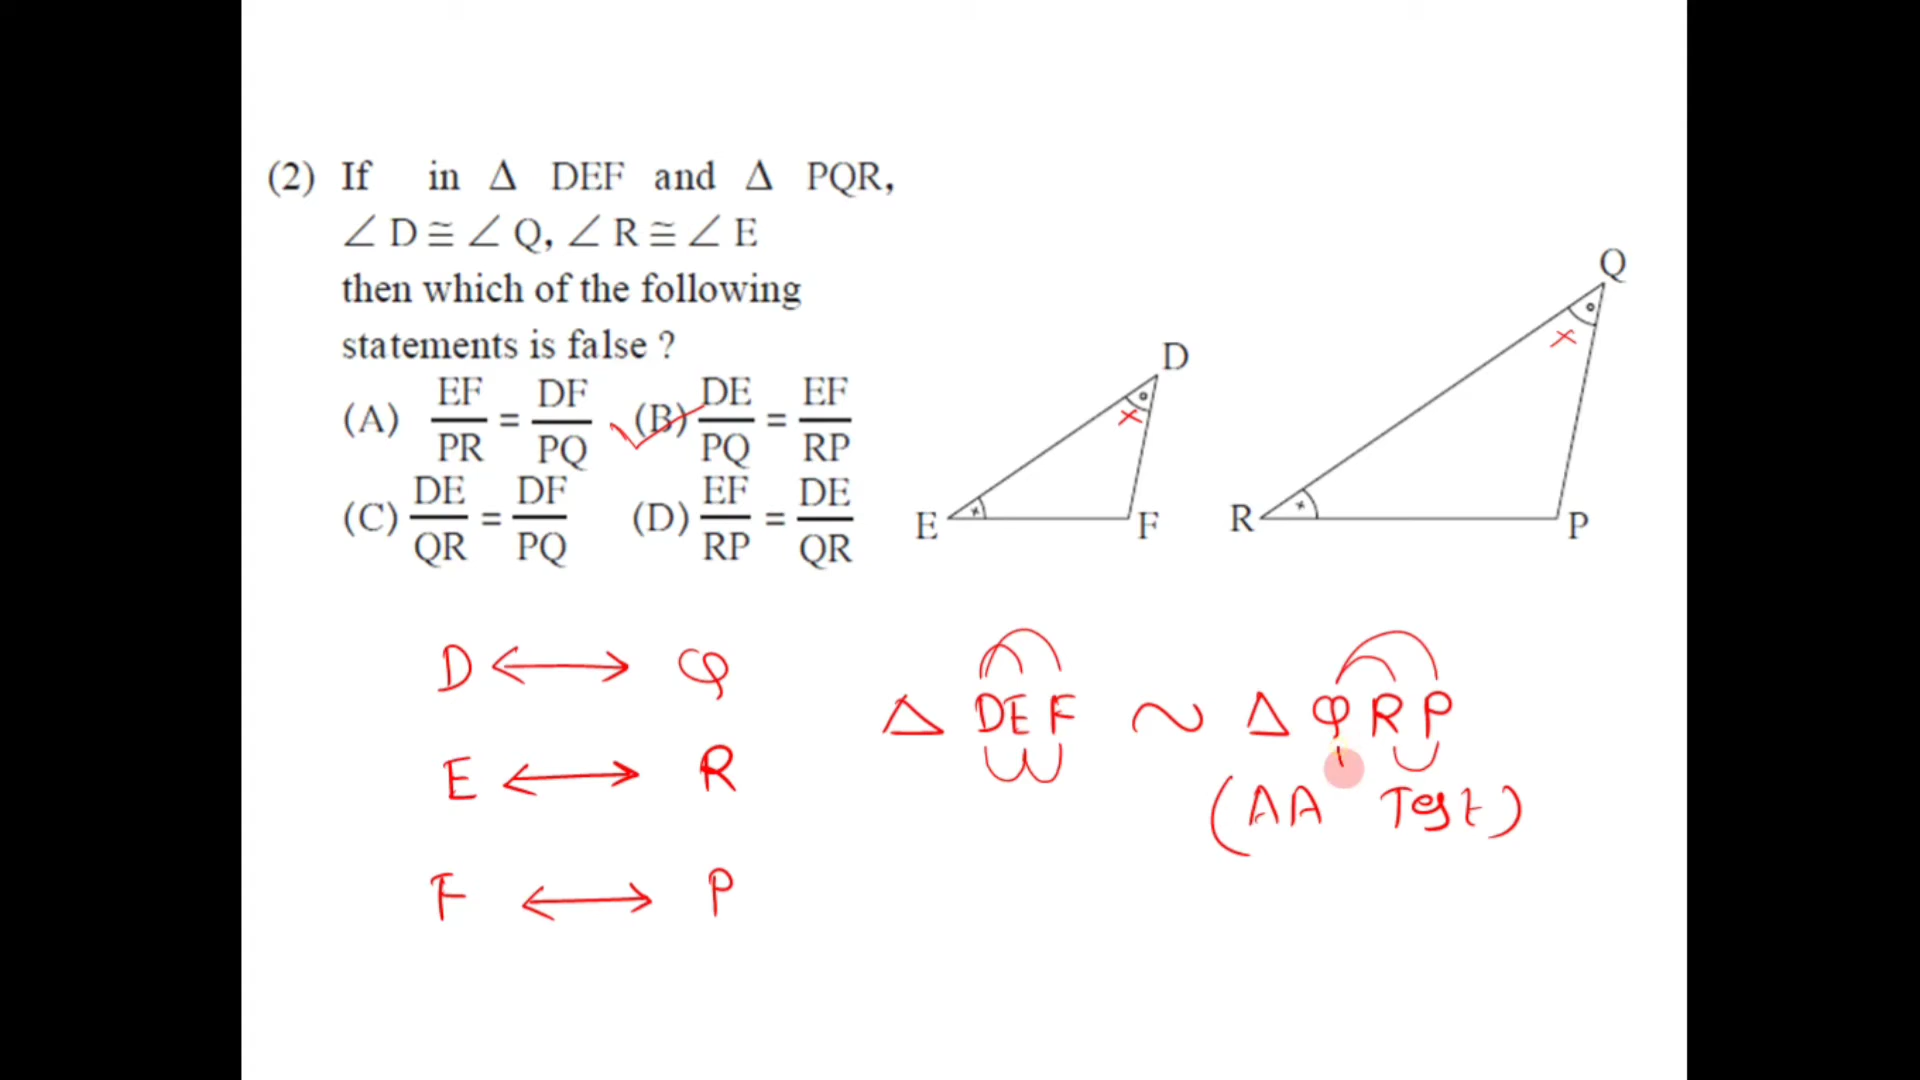 (2) If in Δ DEF and Δ PQR,
∠D ≅ ∠Q, ∠R ≅ ∠E
then which of the following
statements is false ?
(A) EF/PR = DF/PQ (B) DE/PQ = EF/RP
(C) DE/QR = DF/PQ (D) EF/RP = DE/QR
D
E
F
×
×
Q
R
P
×
×
D ↔ Q
E ↔ R
F ↔ P
Δ DEF ~ Δ QRP
(AA Test)